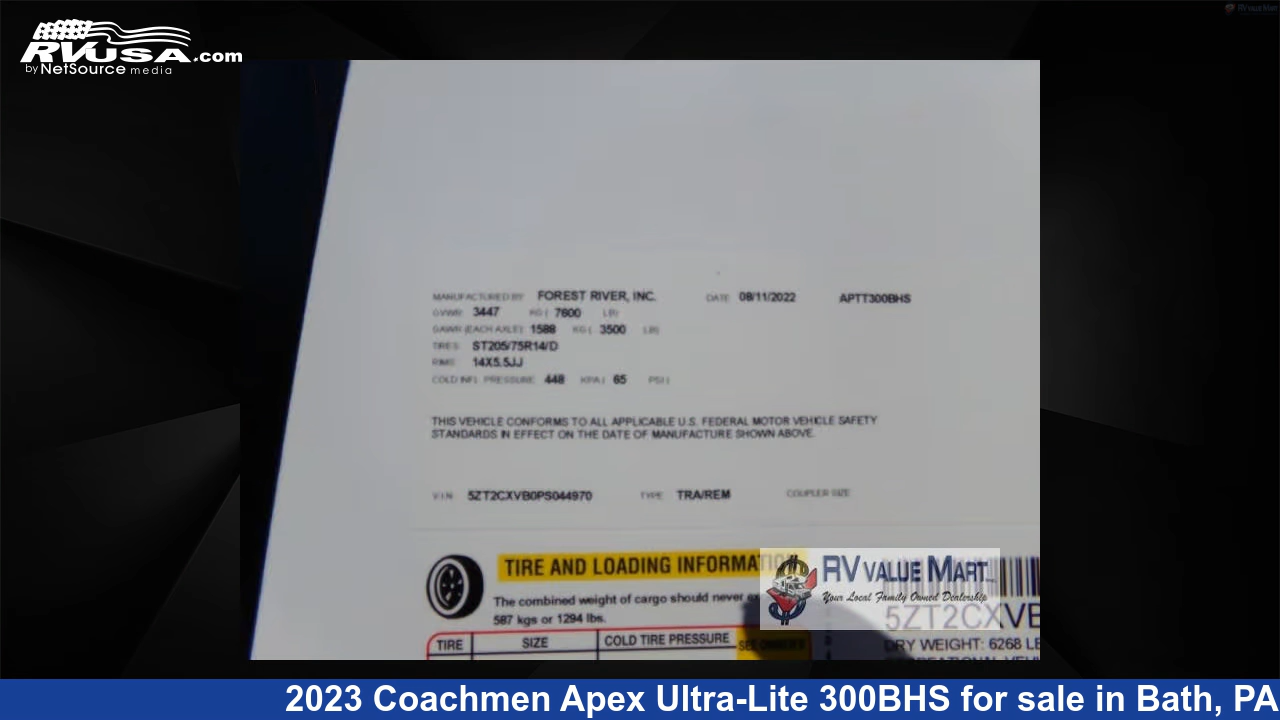 RVUSA.com
by NetSource media
MANUFACTURED BY FOREST RIVER, INC. DATE 08/11/2022 APTT300BHS
GVWR 3447 KG ( 7600 LB)
GAWR (EACH AXLE) 1588 KG ( 3500 LB)
TIRES ST205/75R14/D
RIMS 14X5.5JJ
COLD INFL. PRESSURE 448 KPA ( 65 PSI )
THIS VEHICLE CONFORMS TO ALL APPLICABLE U.S. FEDERAL MOTOR VEHICLE SAFETY
STANDARDS IN EFFECT ON THE DATE OF MANUFACTURE SHOWN ABOVE.
V.I.N. 5ZT2CXVB0PS044970 TYPE TRA/REM COUPLER SIZE
TIRE AND LOADING INFORMATION
The combined weight of cargo should never
587 kgs or 1294 lbs.
TIRE SIZE COLD TIRE PRESSURE
RV VALUE MART
Your Local Family Owned Dealership
5ZT2CXVB
DRY WEIGHT: 6268 LB
2023 Coachmen Apex Ultra-Lite 300BHS for sale in Bath, PA